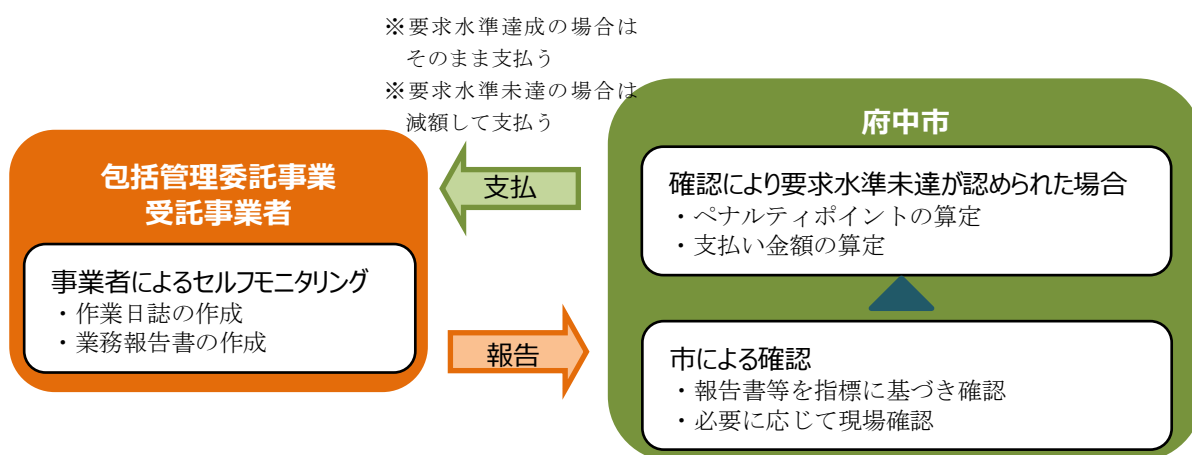 ※要求水準達成の場合は
そのまま支払う
※要求水準未達の場合は
減額して支払う
包括管理委託事業
受託事業者
事業者によるセルフモニタリング
・作業日誌の作成
・業務報告書の作成
支払
報告
府中市
確認により要求水準未達が認められた場合
・ペナルティポイントの算定
・支払い金額の算定
市による確認
・報告書等を指標に基づき確認
・必要に応じて現場確認